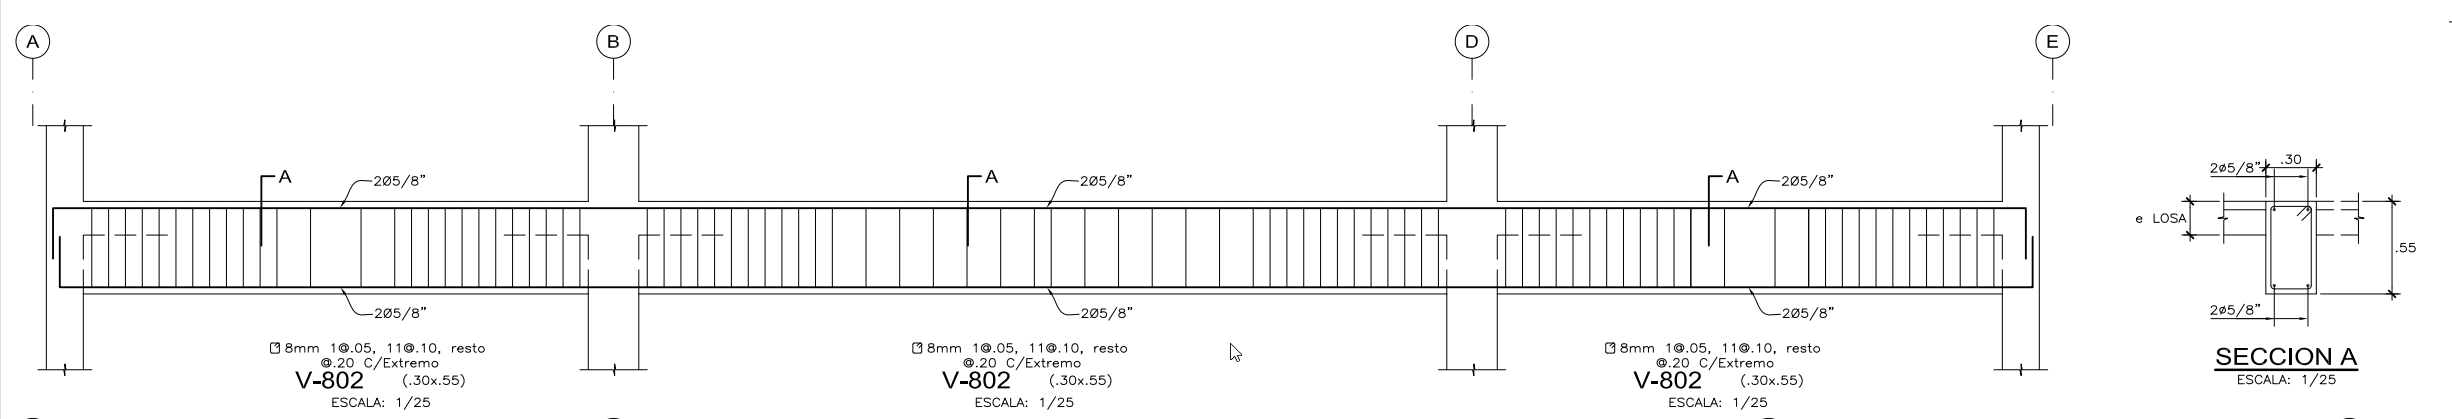 A
B
D
E
A
2Ø5/8"
A
2Ø5/8"
A
2Ø5/8"
2Ø5/8"
2Ø5/8"
2Ø5/8"
8mm 1@.05, 11@.10, resto
@.20 C/Extremo
V-802 (.30x.55)
ESCALA: 1/25
8mm 1@.05, 11@.10, resto
@.20 C/Extremo
V-802 (.30x.55)
ESCALA: 1/25
8mm 1@.05, 11@.10, resto
@.20 C/Extremo
V-802 (.30x.55)
ESCALA: 1/25
2ø5/8"
.30
e LOSA
.55
2ø5/8"
SECCION A
ESCALA: 1/25